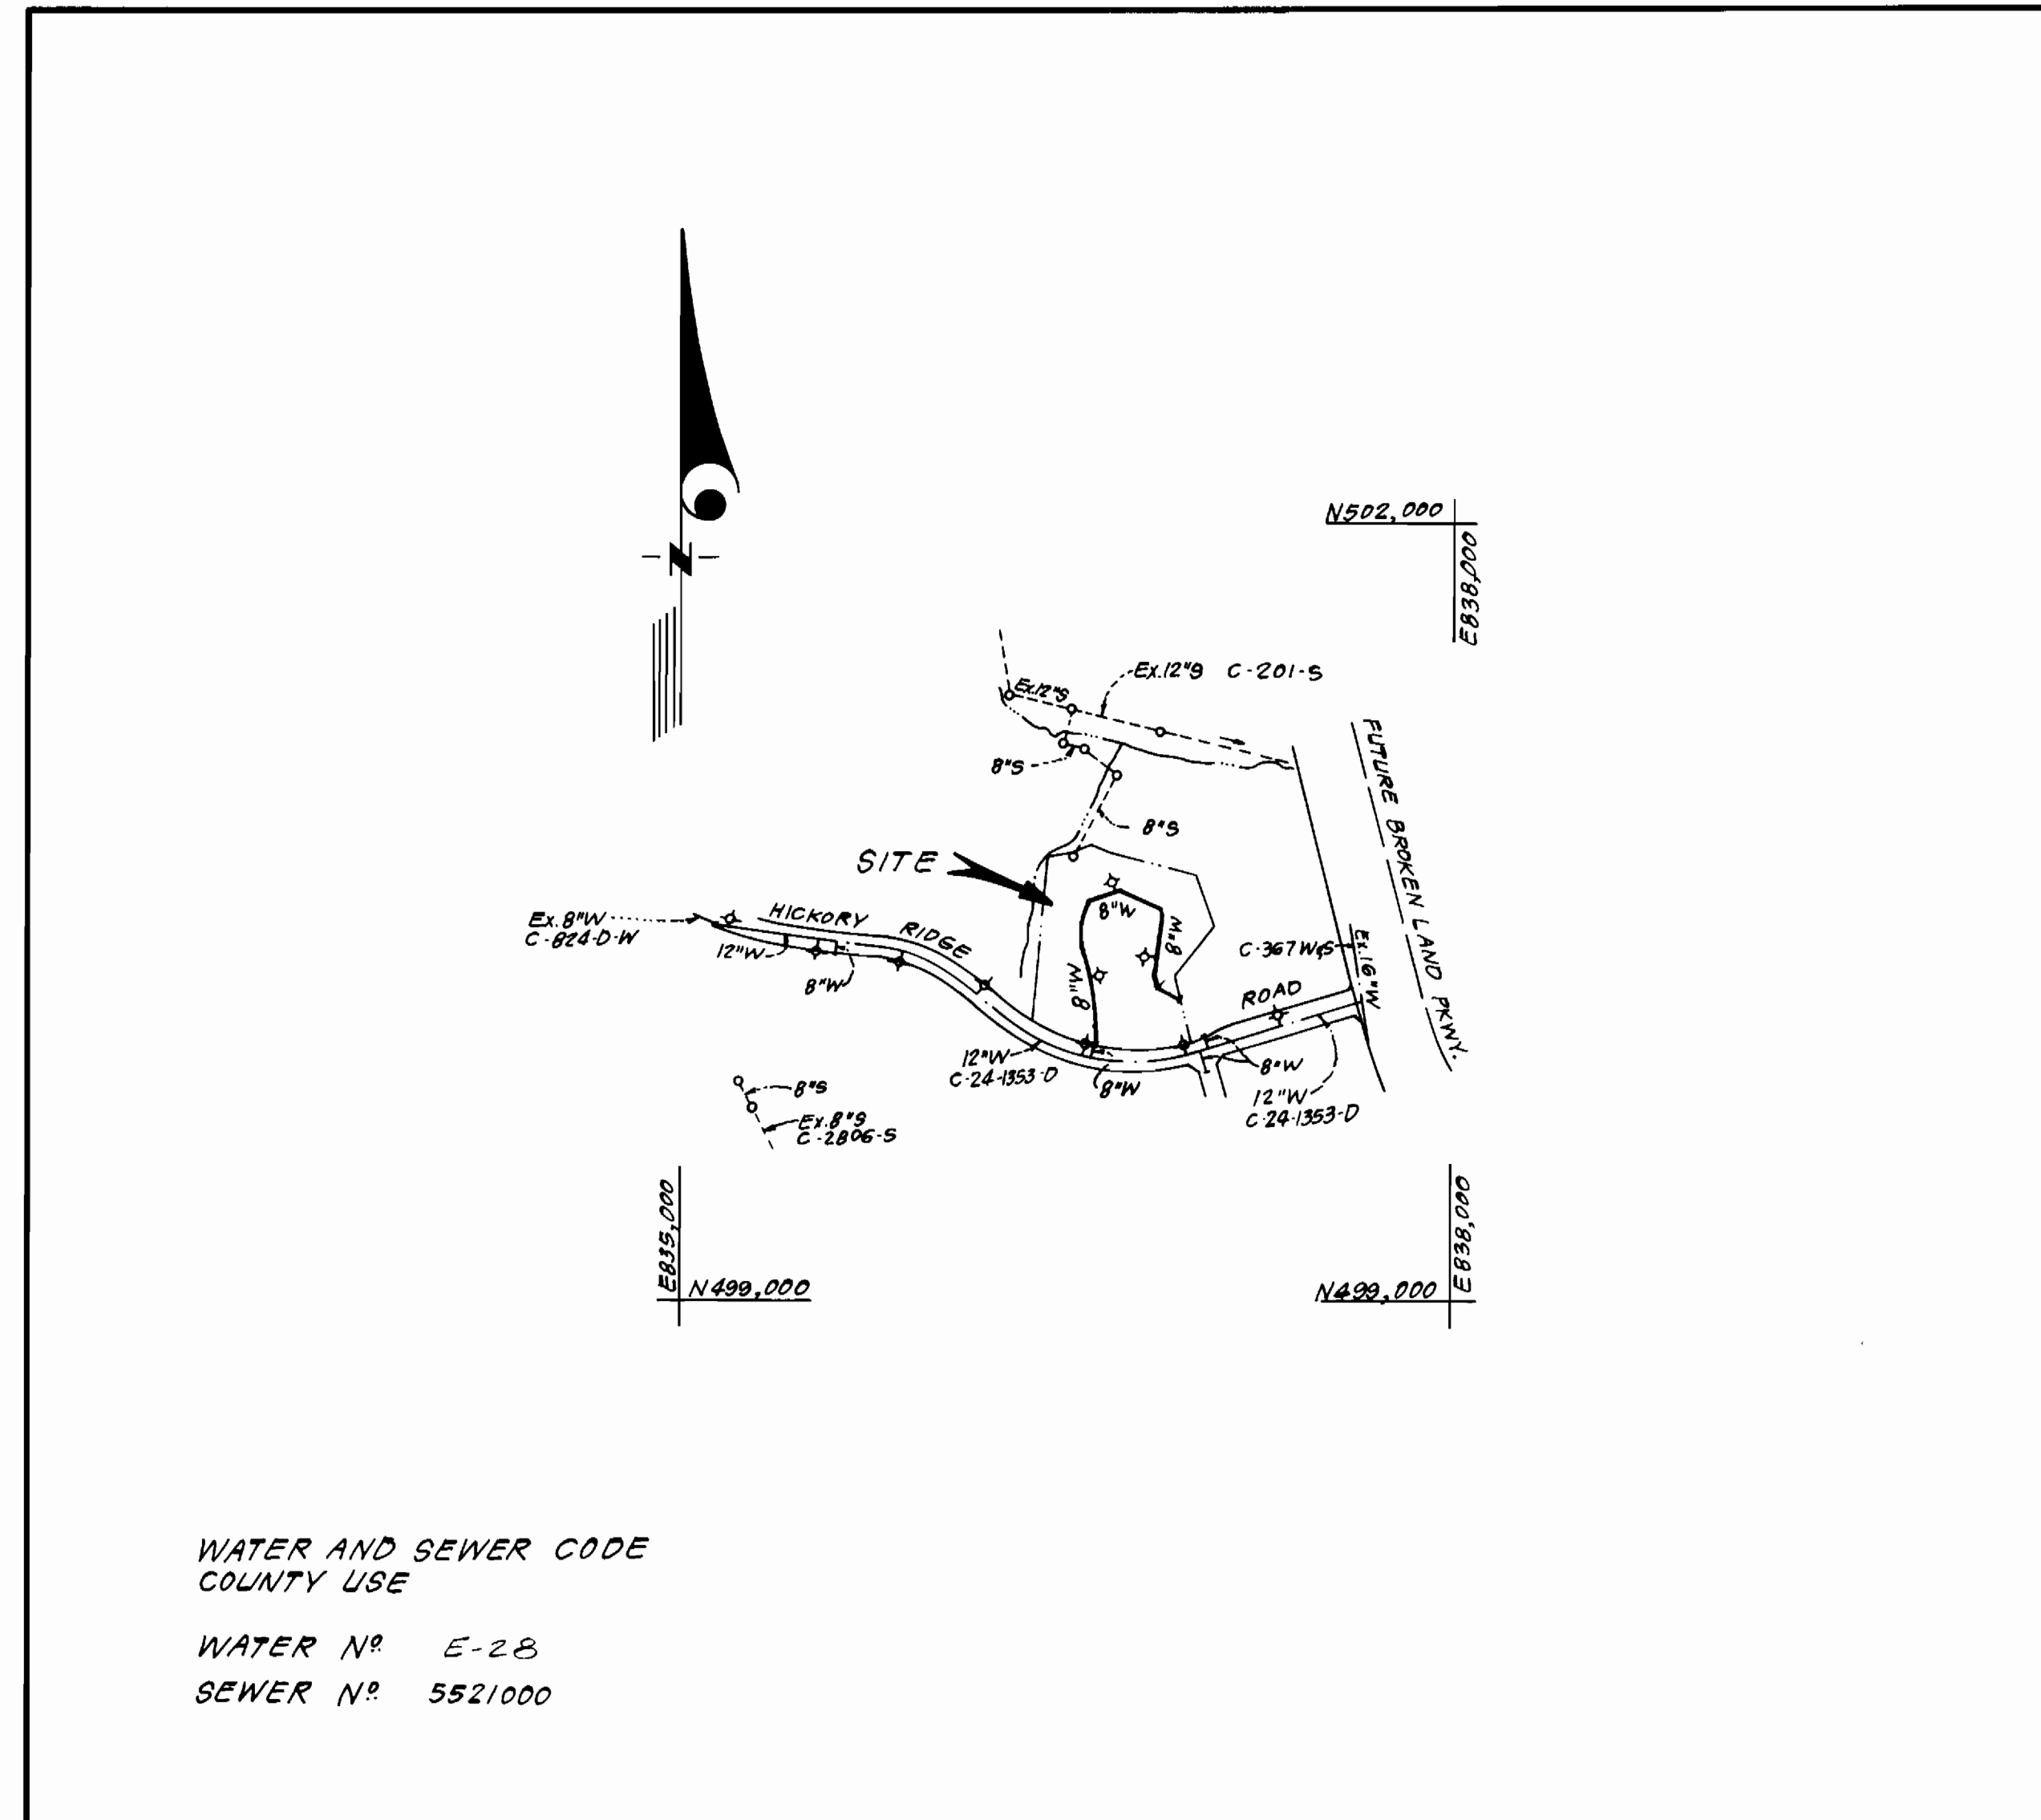 N
N502,000
E838,000
Ex.12"S C-201-S
Ex.12"S
8"S
8"S
FUTURE BROKEN LAND PKWY.
SITE
Ex. 8"W
C-824-D-W
HICKORY RIDGE ROAD
12"W
8"W
8"W
8"W
8"W
C-367 W&S
Ex.16"W
12"W
C-24-1353-D
8"W
8"W
12"W
C-24-1353-D
8"S
Ex.8"S
C-2806-S
E835,000
N499,000
N499,000
E838,000
WATER AND SEWER CODE
COUNTY USE
WATER Nº E-28
SEWER Nº 5521000